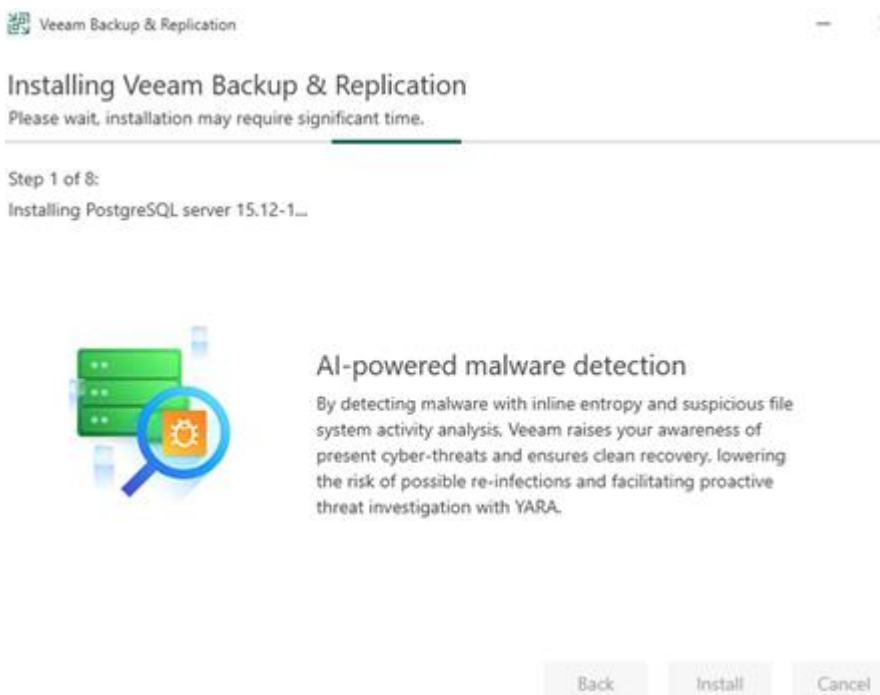 Veeam Backup & Replication
Installing Veeam Backup & Replication
Please wait, installation may require significant time.
Step 1 of 8:
Installing PostgreSQL server 15.12-1...
AI-powered malware detection
By detecting malware with inline entropy and suspicious file
system activity analysis, Veeam raises your awareness of
present cyber-threats and ensures clean recovery, lowering
the risk of possible re-infections and facilitating proactive
threat investigation with YARA.
Back
Install
Cancel